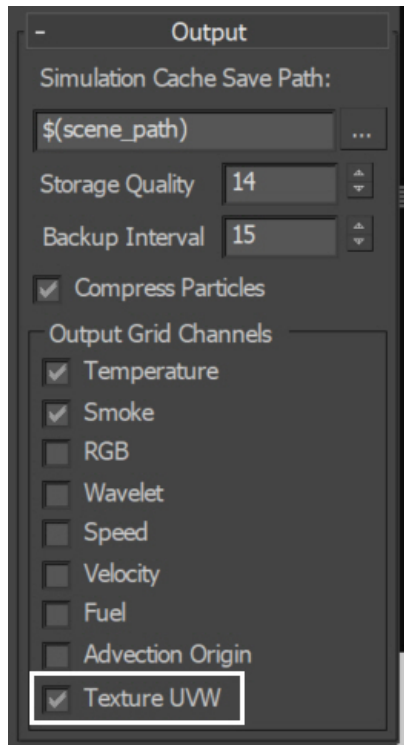 - Output
Simulation Cache Save Path:
$(scene_path) ...
Storage Quality 14
Backup Interval 15
Compress Particles
Output Grid Channels
Temperature
Smoke
RGB
Wavelet
Speed
Velocity
Fuel
Advection Origin
Texture UVW